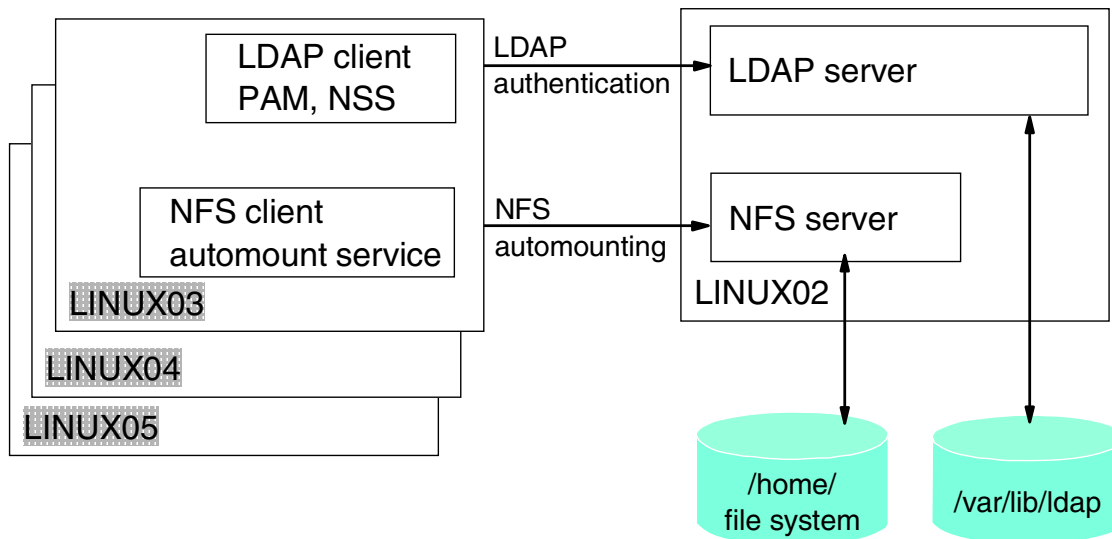 LDAP client
PAM, NSS
NFS client
automount service
LINUX03
LINUX04
LINUX05
LDAP
authentication
NFS
automounting
LDAP server
NFS server
LINUX02
/home/
file system
/var/lib/ldap